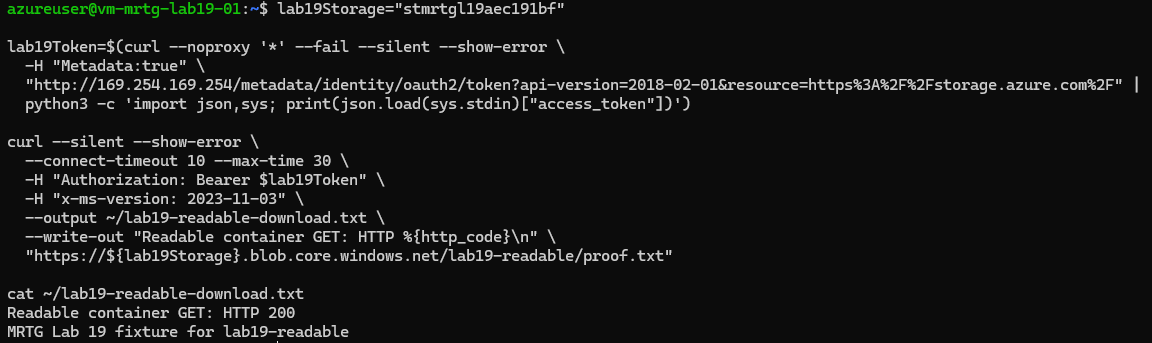 azureuser@vm-mrtg-lab19-01:~$ lab19Storage="stmrtgl19aec191bf"
lab19Token=$(curl --noproxy '*' --fail --silent --show-error \
-H "Metadata:true" \
"http://169.254.169.254/metadata/identity/oauth2/token?api-version=2018-02-01&resource=https%3A%2F%2Fstorage.azure.com%2F" |
python3 -c 'import json,sys; print(json.load(sys.stdin)["access_token"])')
curl --silent --show-error \
--connect-timeout 10 --max-time 30 \
-H "Authorization: Bearer $lab19Token" \
-H "x-ms-version: 2023-11-03" \
--output ~/lab19-readable-download.txt \
--write-out "Readable container GET: HTTP %{http_code}\n" \
"https://${lab19Storage}.blob.core.windows.net/lab19-readable/proof.txt"
cat ~/lab19-readable-download.txt
Readable container GET: HTTP 200
MRTG Lab 19 fixture for lab19-readable